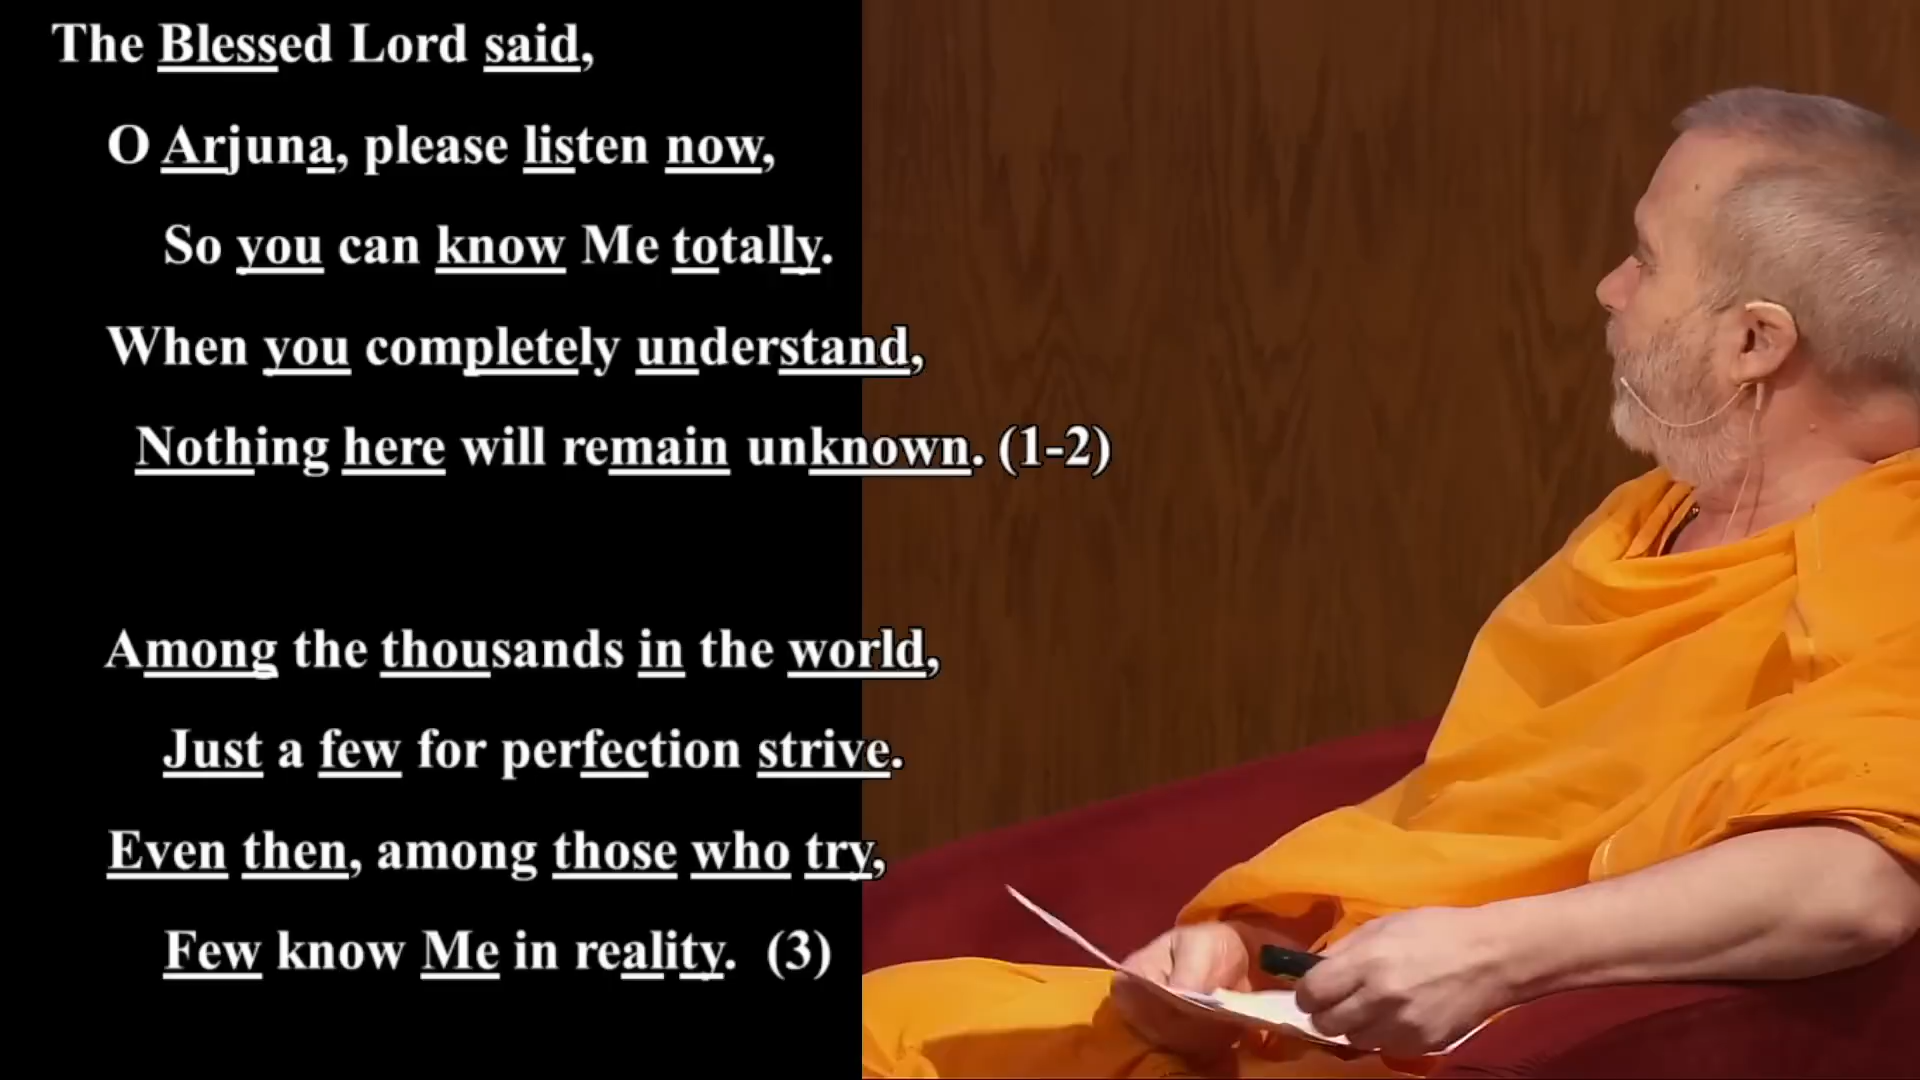 The Blessed Lord said,
O Arjuna, please listen now,
So you can know Me totally.
When you completely understand,
Nothing here will remain unknown. (1-2)
Among the thousands in the world,
Just a few for perfection strive.
Even then, among those who try,
Few know Me in reality. (3)